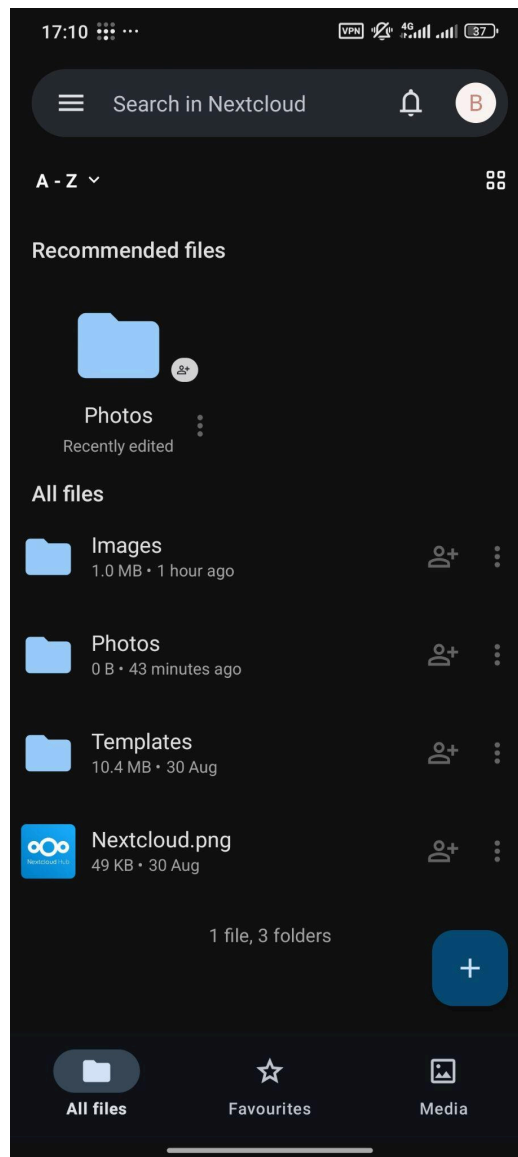 17:10
VPN 4G 37
Search in Nextcloud
B
A - Z
Recommended files
Photos
Recently edited
All files
Images
1.0 MB • 1 hour ago
Photos
0 B • 43 minutes ago
Templates
10.4 MB • 30 Aug
Nextcloud.png
Nextcloud Hub
49 KB • 30 Aug
1 file, 3 folders
All files
Favourites
Media